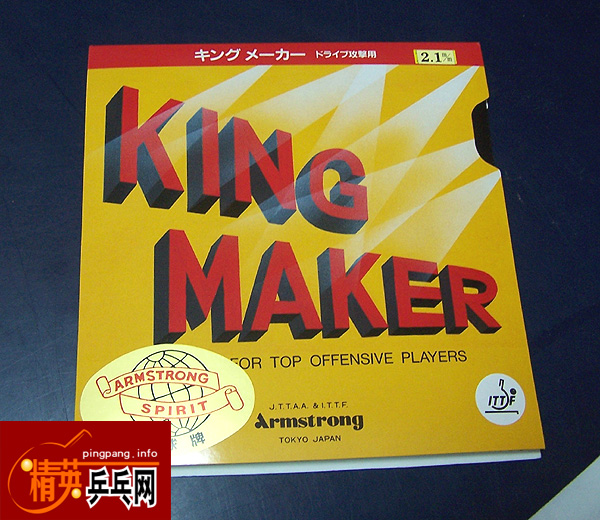 キング メーカー ドライブ攻撃用 2.1 m/m
KING
MAKER
FOR TOP OFFENSIVE PLAYERS
ARMSTRONG
SPIRIT
牌
J.T.T.A.A. & I.T.T.F.
Armstrong
TOKYO JAPAN
ITTF
pingpang.info
精英乒乓网